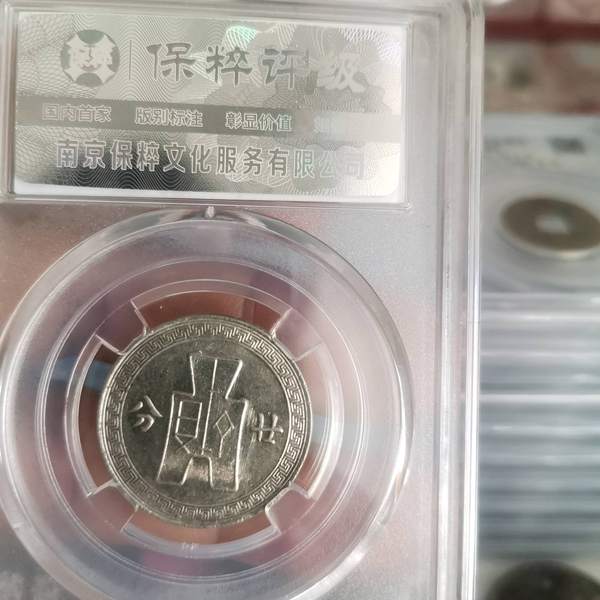 保粹评级
国内首家 版别标注 彰显价值
南京保粹文化服务有限公司
廿分